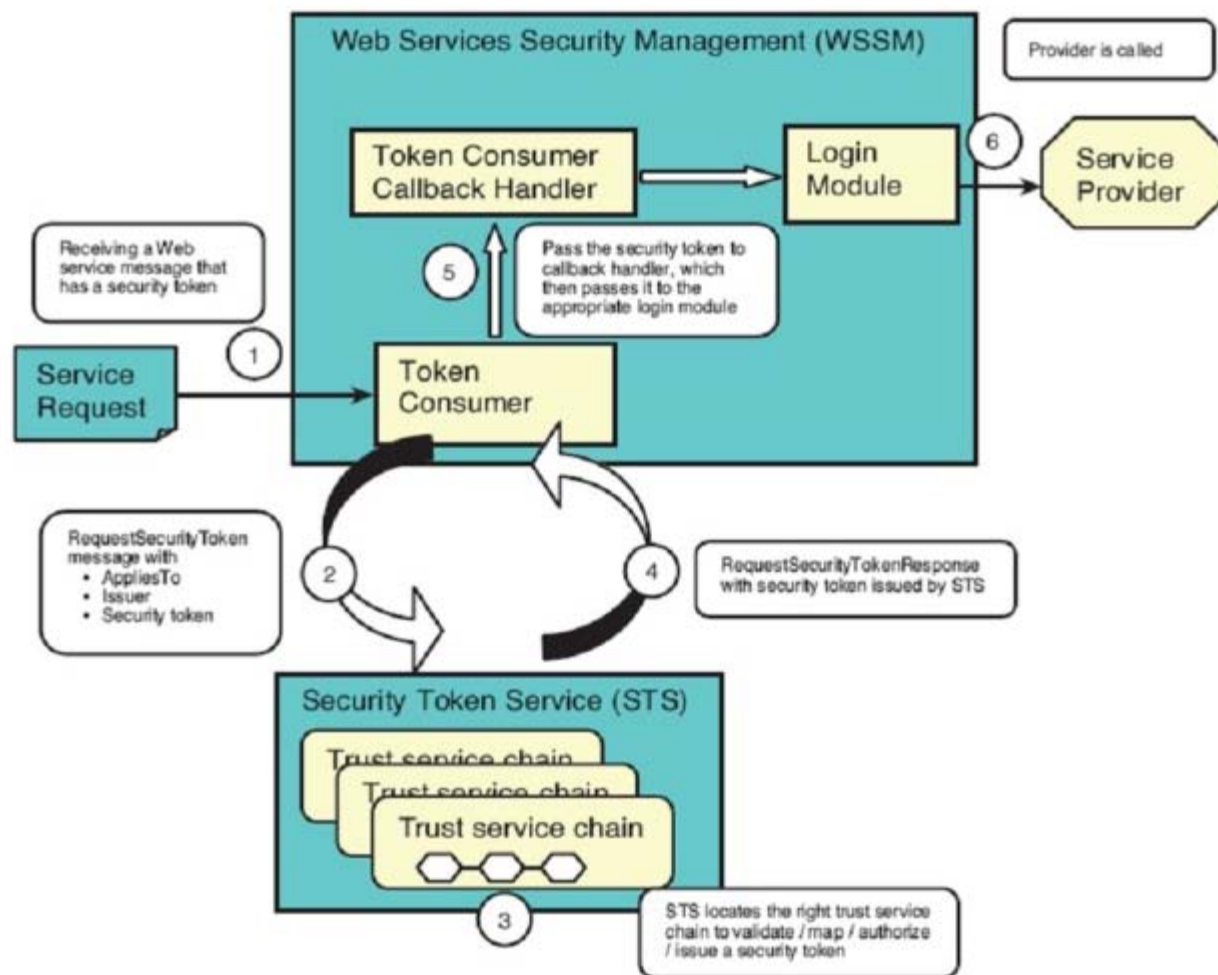 Web Services Security Management (WSSM)
Provider is called
Token Consumer
Callback Handler
Login
Module
6
Service
Provider
Receiving a Web
service message that
has a security token
5
Pass the security token to
callback handler, which
then passes it to the
appropriate login module
1
Service
Request
Token
Consumer
RequestSecurityToken
message with
• AppliesTo
• Issuer
• Security token
2
4
RequestSecurityTokenResponse
with security token issued by STS
Security Token Service (STS)
Trust service chain
Trust service chain
Trust service chain
3
STS locates the right trust service
chain to validate / map / authorize
/ issue a security token